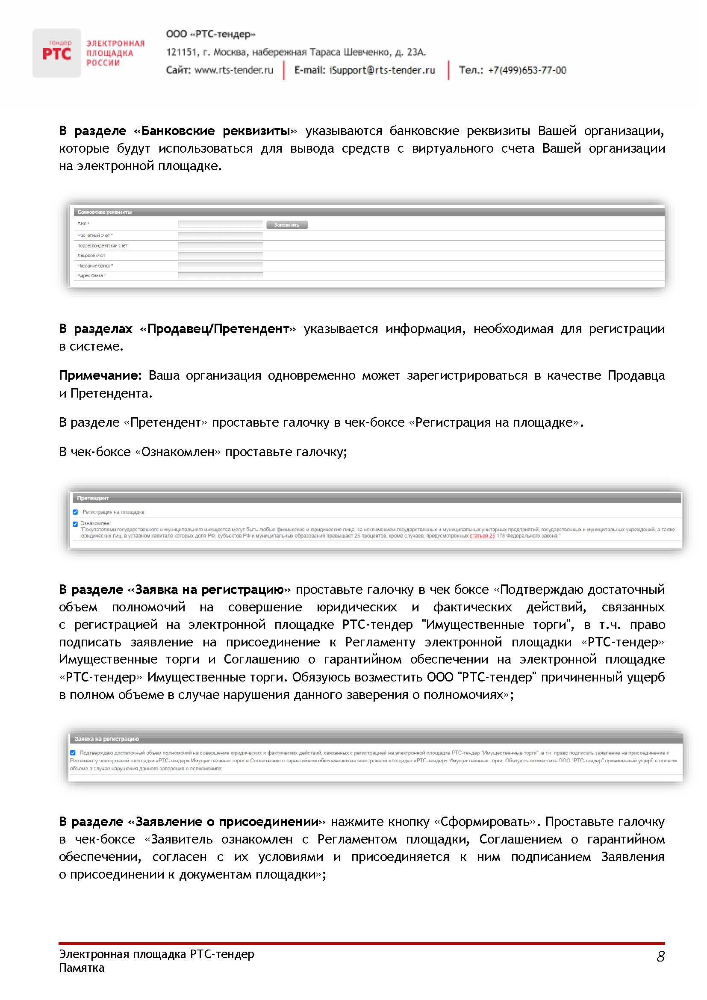 тендер
РТС
ЭЛЕКТРОННАЯ
ПЛОЩАДКА
РОССИИ
ООО «РТС-тендер»
121151, г. Москва, набережная Тараса Шевченко, д. 23А.
Сайт: www.rts-tender.ru E-mail: iSupport@rts-tender.ru Тел.: +7(499)653-77-00
В разделе «Банковские реквизиты» указываются банковские реквизиты Вашей организации,
которые будут использоваться для вывода средств с виртуального счета Вашей организации
на электронной площадке.
Банковские реквизиты
БИК * Заполнить
Расчётный счёт *
Корреспондентский счёт
Лицевой счёт
Название банка *
Адрес банка *
В разделах «Продавец/Претендент» указывается информация, необходимая для регистрации
в системе.
Примечание: Ваша организация одновременно может зарегистрироваться в качестве Продавца
и Претендента.
В разделе «Претендент» проставьте галочку в чек-боксе «Регистрация на площадке».
В чек-боксе «Ознакомлен» проставьте галочку;
Претендент
Регистрация на площадке
Ознакомлен:
"Покупателями государственного и муниципального имущества могут быть любые физические и юридические лица, за исключением государственных и муниципальных унитарных предприятий, государственных и муниципальных учреждений, а также
юридических лиц, в уставном капитале которых доля РФ, субъектов РФ и муниципальных образований превышает 25 процентов, кроме случаев, предусмотренных статьей 25 178 Федерального закона."
В разделе «Заявка на регистрацию» проставьте галочку в чек боксе «Подтверждаю достаточный
объем полномочий на совершение юридических и фактических действий, связанных
с регистрацией на электронной площадке РТС-тендер "Имущественные торги", в т.ч. право
подписать заявление на присоединение к Регламенту электронной площадки «РТС-тендер»
Имущественные торги и Соглашению о гарантийном обеспечении на электронной площадке
«РТС-тендер» Имущественные торги. Обязуюсь возместить ООО "РТС-тендер" причиненный ущерб
в полном объеме в случае нарушения данного заверения о полномочиях»;
Заявка на регистрацию
Подтверждаю достаточный объем полномочий на совершение юридических и фактических действий, связанных с регистрацией на электронной площадке РТС-тендер "Имущественные торги", в т.ч. право подписать заявление на присоединение к
Регламенту электронной площадки «РТС-тендер» Имущественные торги и Соглашению о гарантийном обеспечении на электронной площадке «РТС-тендер» Имущественные торги. Обязуюсь возместить ООО "РТС-тендер" причиненный ущерб в полном
объеме в случае нарушения данного заверения о полномочиях.
В разделе «Заявление о присоединении» нажмите кнопку «Сформировать». Проставьте галочку
в чек-боксе «Заявитель ознакомлен с Регламентом площадки, Соглашением о гарантийном
обеспечении, согласен с их условиями и присоединяется к ним подписанием Заявления
о присоединении к документам площадки»;
Электронная площадка РТС-тендер
Памятка
8